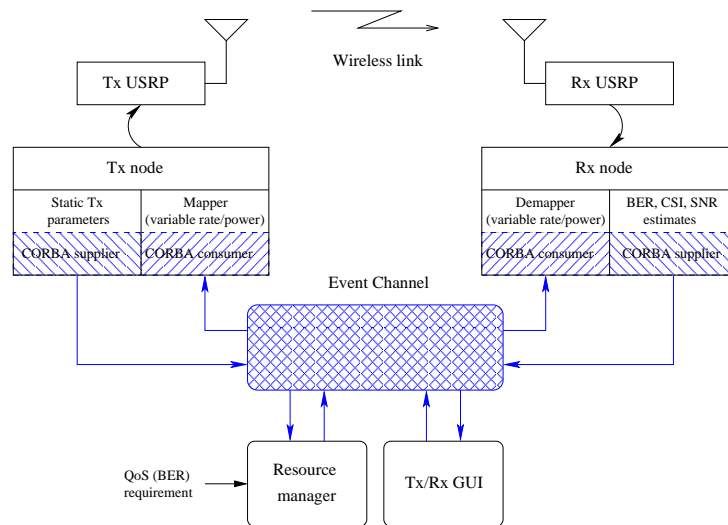 Wireless link
Tx USRP
Rx USRP
Tx node
Rx node
Static Tx
parameters
Mapper
(variable rate/power)
Demapper
(variable rate/power)
BER, CSI, SNR
estimates
CORBA supplier
CORBA consumer
CORBA consumer
CORBA supplier
Event Channel
QoS (BER)
requirement
Resource
manager
Tx/Rx GUI